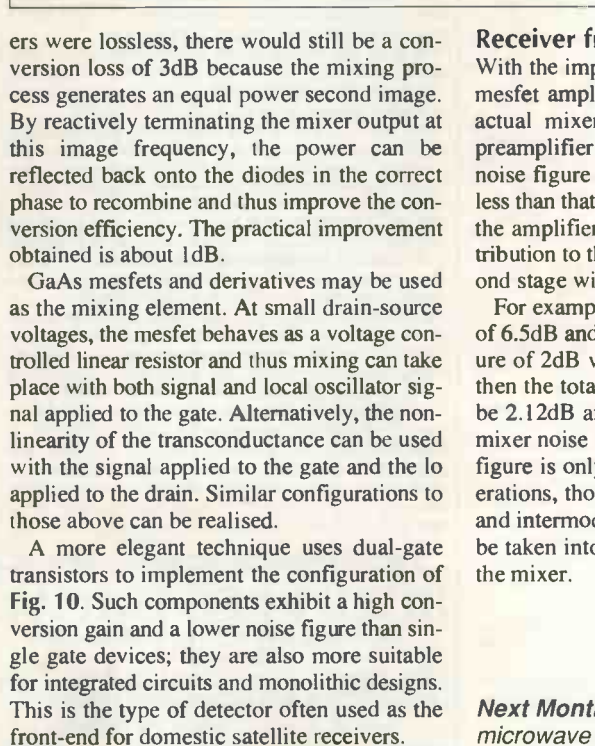 ers were lossless, there would still be a con-
version loss of 3dB because the mixing pro-
cess generates an equal power second image.
By reactively terminating the mixer output at
this image frequency, the power can be
reflected back onto the diodes in the correct
phase to recombine and thus improve the con-
version efficiency. The practical improvement
obtained is about 1dB.
GaAs mesfets and derivatives may be used
as the mixing element. At small drain-source
voltages, the mesfet behaves as a voltage con-
trolled linear resistor and thus mixing can take
place with both signal and local oscillator sig-
nal applied to the gate. Alternatively, the non-
linearity of the transconductance can be used
with the signal applied to the gate and the lo
applied to the drain. Similar configurations to
those above can be realised.
A more elegant technique uses dual-gate
transistors to implement the configuration of
Fig. 10. Such components exhibit a high con-
version gain and a lower noise figure than sin-
gle gate devices; they are also more suitable
for integrated circuits and monolithic designs.
This is the type of detector often used as the
front-end for domestic satellite receivers.
Receiver fr
With the imp
mesfet ampl
actual mixer
preamplifier
noise figure
less than that
the amplifier
tribution to th
ond stage wi
For examp
of 6.5dB and
ure of 2dB v
then the tota
be 2.12dB a
mixer noise
figure is onl
erations, tho
and intermod
be taken into
the mixer.
Next Mont
microwave